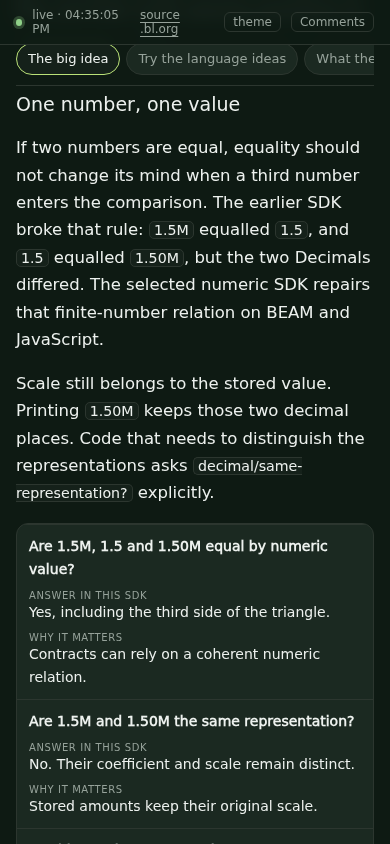 live · 04:35:05
PM
source
.bl.org
theme
Comments
The big idea
Try the language ideas
What the
One number, one value
If two numbers are equal, equality should
not change its mind when a third number
enters the comparison. The earlier SDK
broke that rule: 1.5M equalled 1.5, and
1.5 equalled 1.50M, but the two Decimals
differed. The selected numeric SDK repairs
that finite-number relation on BEAM and
JavaScript.
Scale still belongs to the stored value.
Printing 1.50M keeps those two decimal
places. Code that needs to distinguish the
representations asks decimal/same-
representation? explicitly.
Are 1.5M, 1.5 and 1.50M equal by numeric
value?
ANSWER IN THIS SDK
Yes, including the third side of the triangle.
WHY IT MATTERS
Contracts can rely on a coherent numeric
relation.
Are 1.5M and 1.50M the same representation?
ANSWER IN THIS SDK
No. Their coefficient and scale remain distinct.
WHY IT MATTERS
Stored amounts keep their original scale.